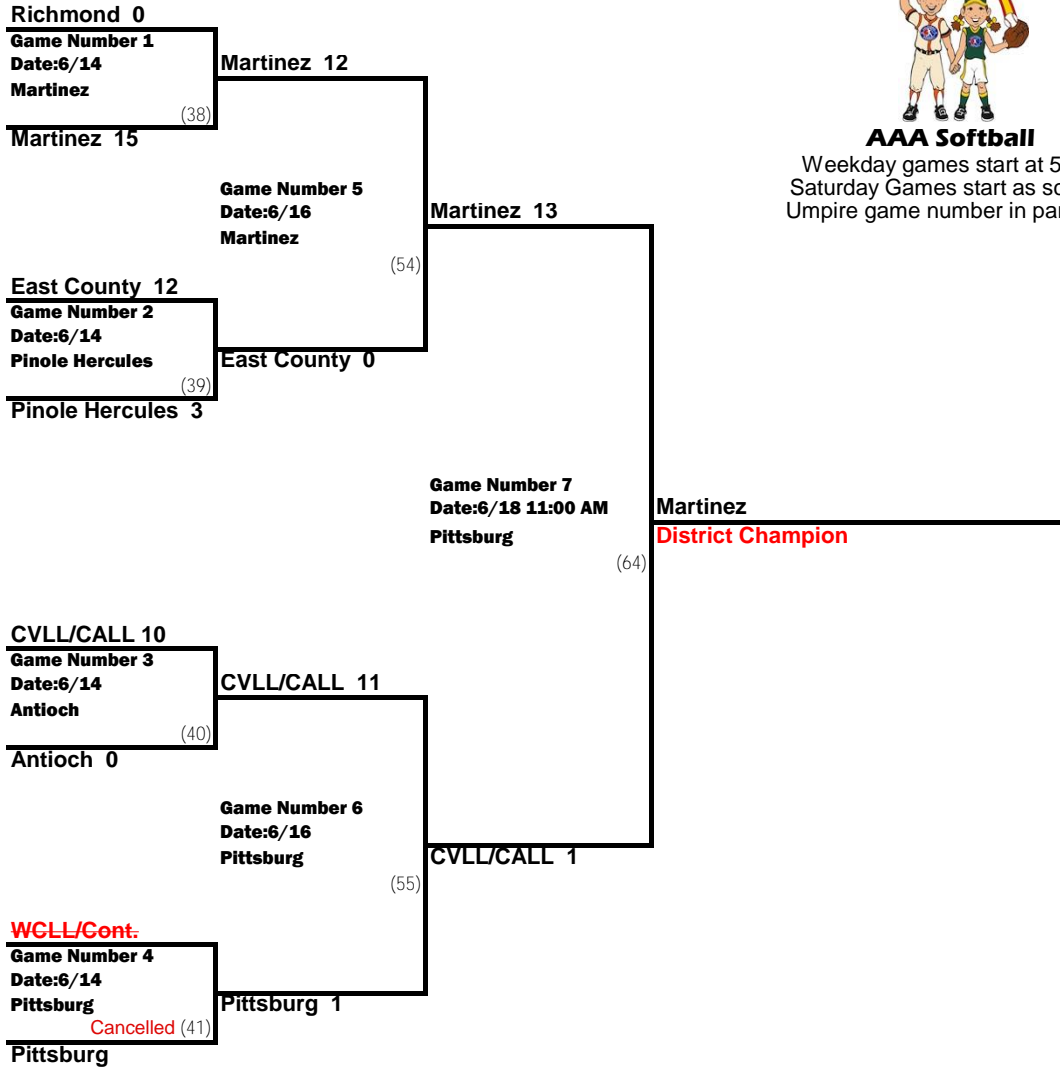 Richmond 0
Game Number 1
Date:6/14
Martinez
(38)
Martinez 15
Martinez 12
Game Number 5
Date:6/16
Martinez
(54)
East County 12
Game Number 2
Date:6/14
Pinole Hercules
(39)
Pinole Hercules 3
East County 0
Martinez 13
AAA Softball
Weekday games start at 5
Saturday Games start as
Umpire game number in
Game Number 7
Date:6/18 11:00 AM
Pittsburg
(64)
Martinez
District Champion
CVLL/CALL 10
Game Number 3
Date:6/14
Antioch
(40)
Antioch 0
CVLL/CALL 11
Game Number 6
Date:6/16
Pittsburg
(55)
CVLL/CALL 1
WCLL/Cont.
Game Number 4
Date:6/14
Pittsburg
Cancelled (41)
Pittsburg
Pittsburg 1